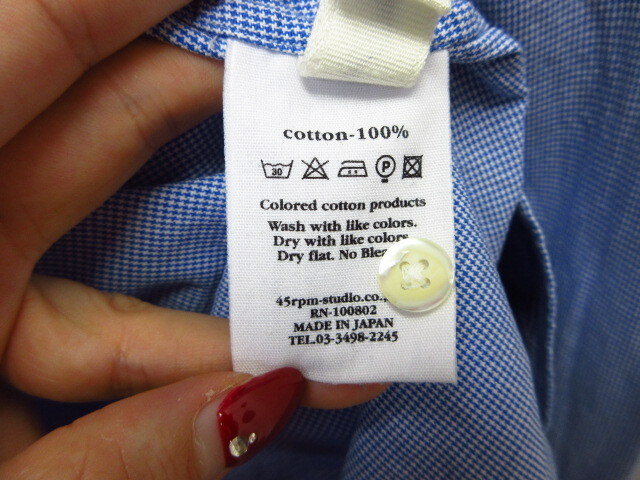 cotton-100%
30
P
Colored cotton products
Wash with like colors.
Dry with like colors.
Dry flat. No
45rpm-studio.co.,
RN-100802
MADE IN JAPAN
TEL.03-3498-2245